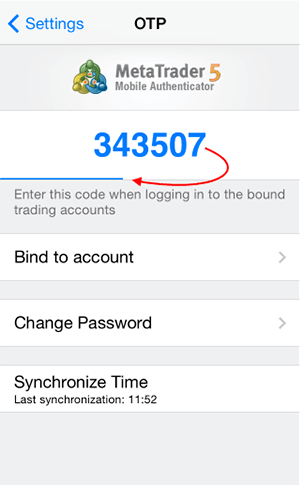 Settings
OTP
MetaTrader 5
Mobile Authenticator
343507
Enter this code when logging in to the bound
trading accounts
Bind to account
Change Password
Synchronize Time
Last synchronization: 11:52